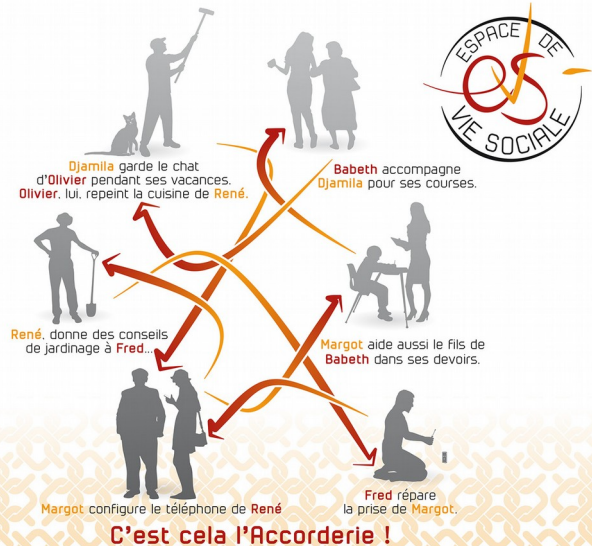 ESPACE DE
VIE SOCIALE
Djamila garde le chat
d'Olivier pendant ses vacances.
Olivier, lui, repeint la cuisine de René.
Babeth accompagne
Djamila pour ses courses.
René, donne des conseils
de jardinage à Fred...
Margot aide aussi le fils de
Babeth dans ses devoirs.
Margot configure le téléphone de René
Fred répare
la prise de Margot.
C'est cela l'Accorderie !